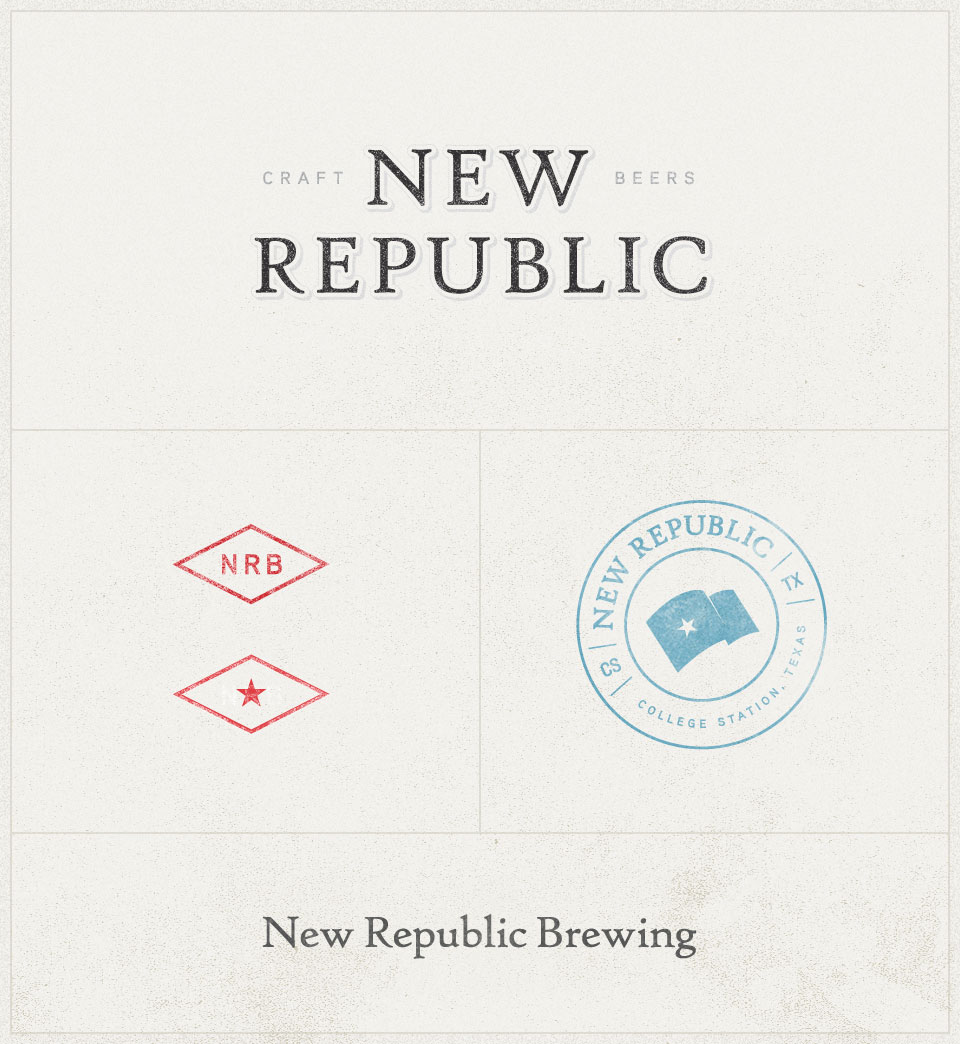 CRAFT NEW BEERS
REPUBLIC
NRB
NEW REPUBLIC
TX
CS
COLLEGE STATION, TEXAS
New Republic Brewing